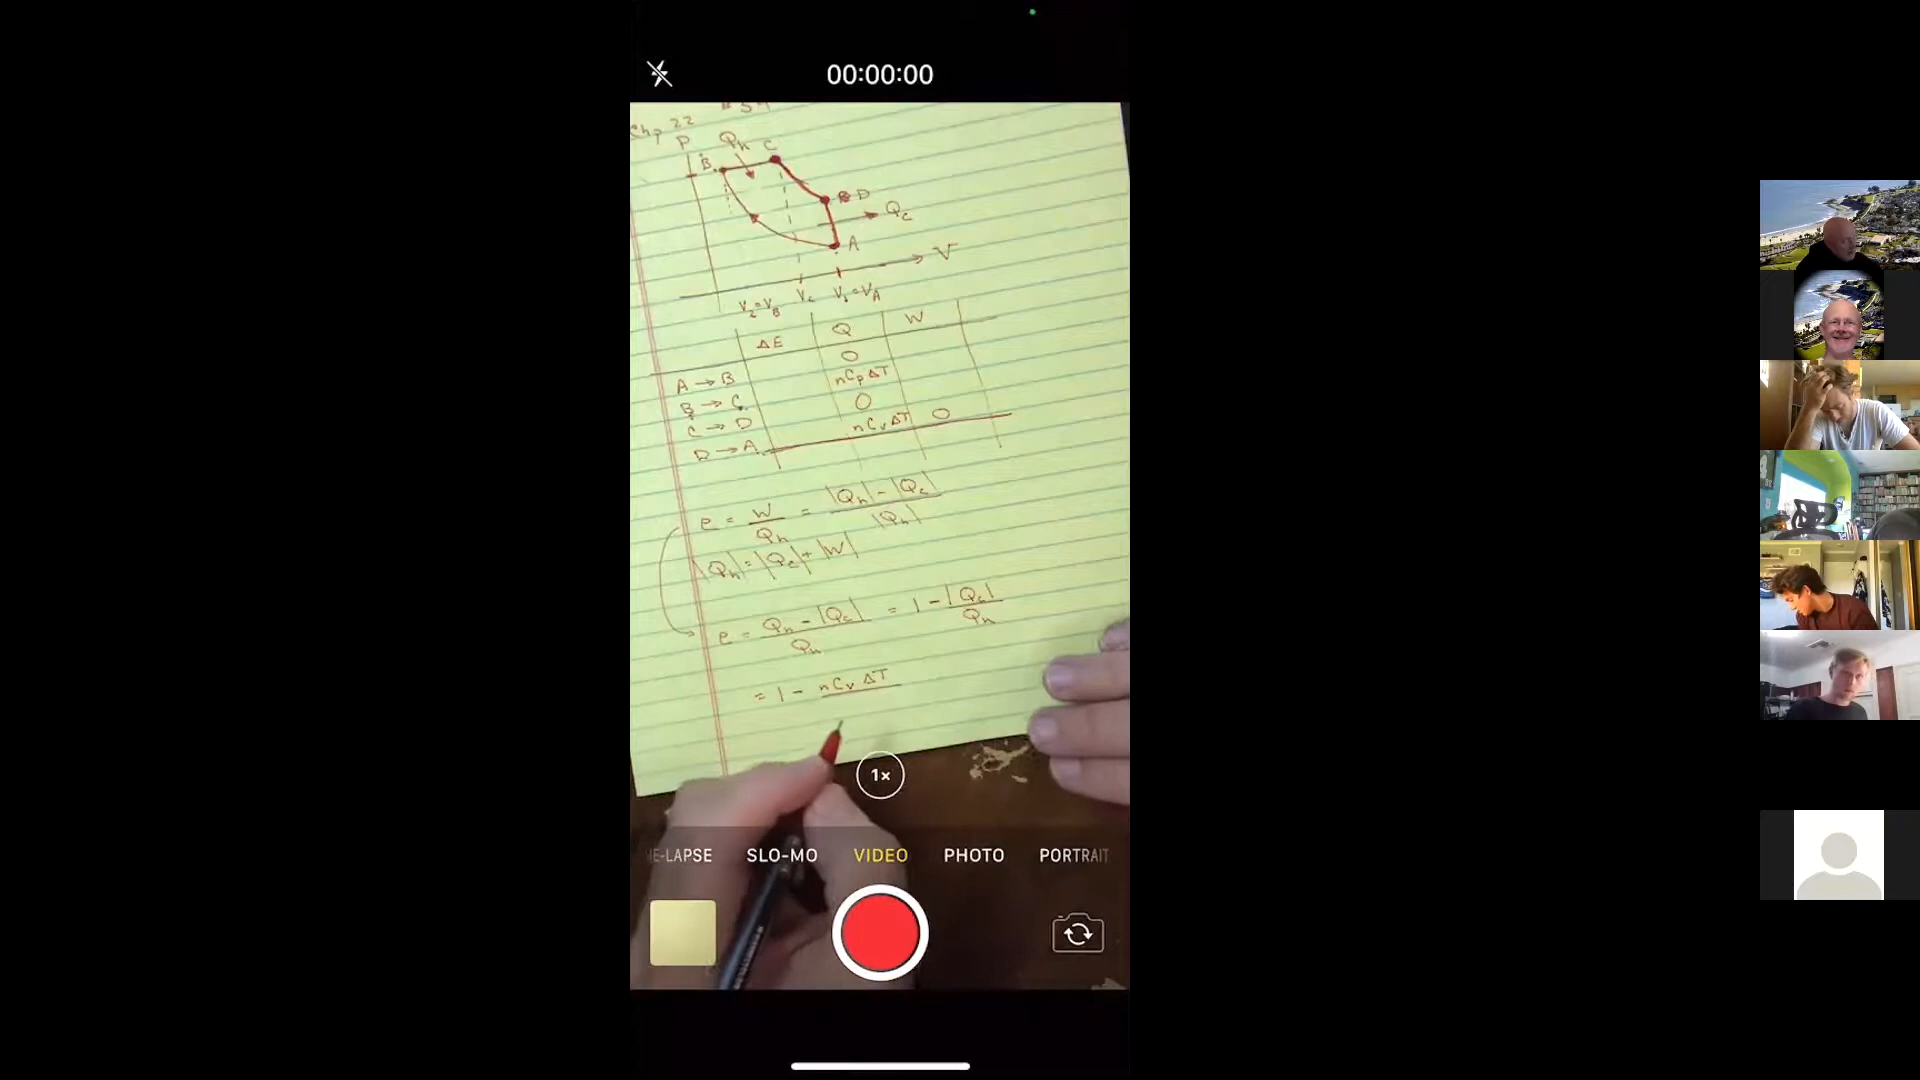 00:00:00
Chp 22
P
Qh
C
B
D
Qc
A
V
V2=VB
Vc
V1=VA
ΔE
Q
W
A → B
0
B → C
nCpΔT
C → D
0
D → A
nCvΔT
0
e = W/Qh = |Qh| - |Qc| / |Qh|
|Qh| = |Qc| + |W|
e = Qh - |Qc| / Qh = 1 - |Qc| / Qh
= 1 - nCvΔT
1×
E-LAPSE SLO-MO VIDEO PHOTO PORTRAIT